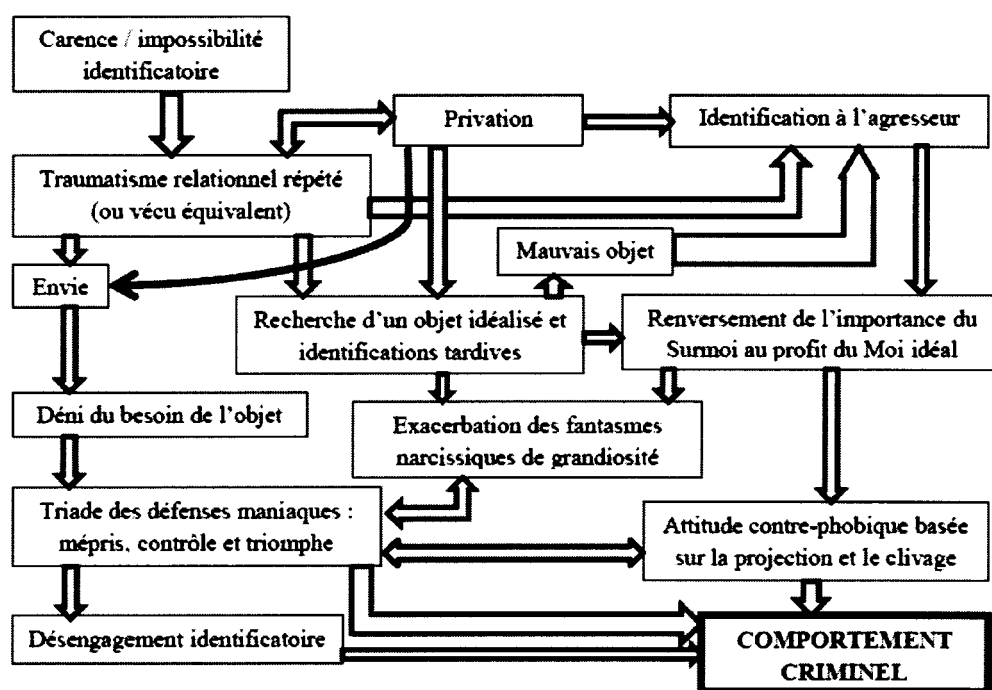 Carence / impossibilité
identificatoire
Privation
Identification à l'agresseur
Traumatisme relationnel répété
(ou vécu équivalent)
Mauvais objet
Envie
Recherche d'un objet idéalisé et
identifications tardives
Renversement de l'importance du
Surmoi au profit du Moi idéal
Déni du besoin de l'objet
Exacerbation des fantasmes
narcissiques de grandiosité
Triade des défenses maniaques :
mépris, contrôle et triomphe
Attitude contre-phobique basée
sur la projection et le clivage
Désengagement identificatoire
COMPORTEMENT
CRIMINEL